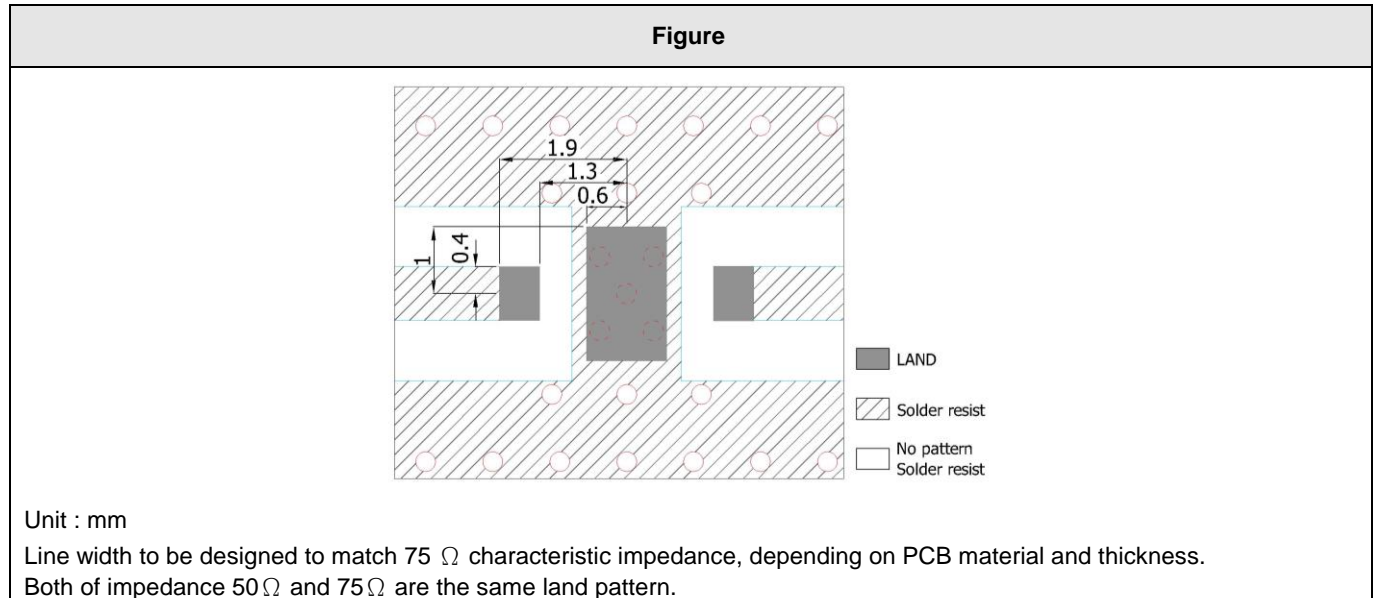 Figure
1.9
1.3
0.6
0.4
1
LAND
Solder resist
No pattern
Solder resist
Unit : mm
Line width to be designed to match 75 Ω characteristic impedance, depending on PCB material and thickness.
Both of impedance 50Ω and 75Ω are the same land pattern.